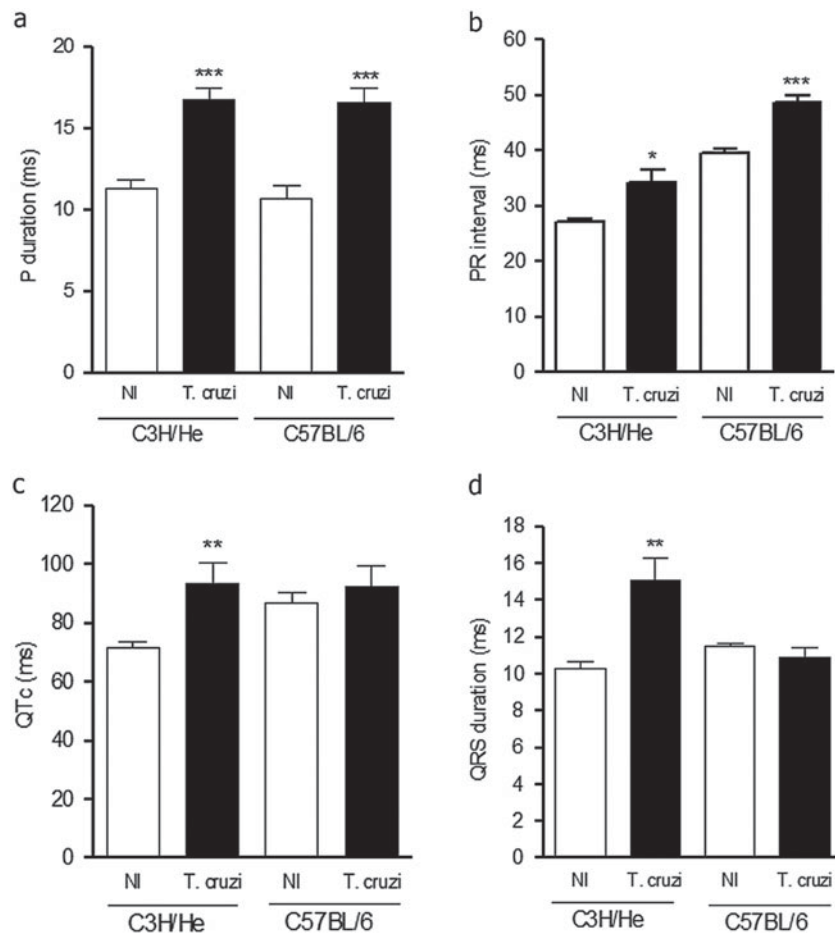 a
P duration (ms)
20
15
10
5
0
***
***
NI
T. cruzi
NI
T. cruzi
C3H/He
C57BL/6
b
PR interval (ms)
60
50
40
30
20
10
0
*
***
NI
T. cruzi
NI
T. cruzi
C3H/He
C57BL/6
c
QTc (ms)
120
100
80
60
40
20
0
**
NI
T. cruzi
NI
T. cruzi
C3H/He
C57BL/6
d
QRS duration (ms)
18
16
14
12
10
8
6
4
2
0
**
NI
T. cruzi
NI
T. cruzi
C3H/He
C57BL/6